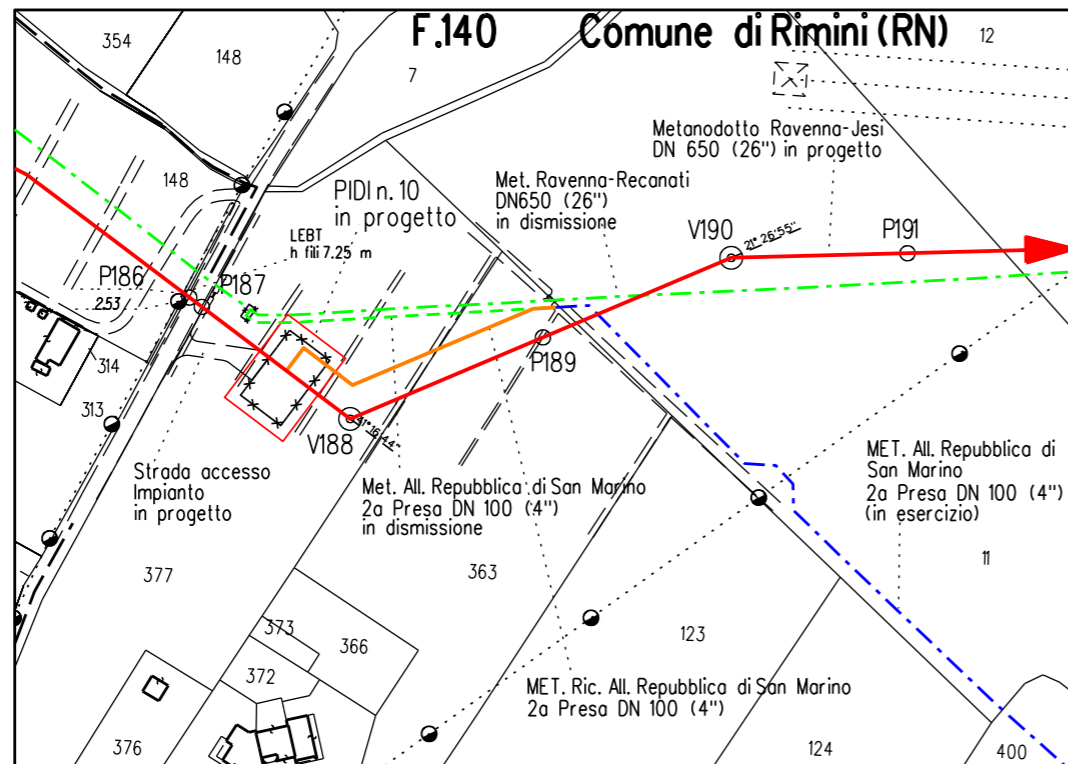 F.140
Comune di Rimini (RN)
354
148
7
12
Metanodotto Ravenna-Jesi
DN 650 (26") in progetto
148
PIDI n. 10
in progetto
Met. Ravenna-Recanati
DN650 (26")
in dismissione
LEBT
h fili 7.25 m
V190
21° 26'55"
P191
P186
P187
2.53
P189
314
313
V188
41° 16'44"
Strada accesso
Impianto
in progetto
Met. All. Repubblica di San Marino
2a Presa DN 100 (4")
in dismissione
MET. All. Repubblica di
San Marino
2a Presa DN 100 (4")
(in esercizio)
377
363
11
373
366
123
372
MET. Ric. All. Repubblica di San Marino
2a Presa DN 100 (4")
376
124
400